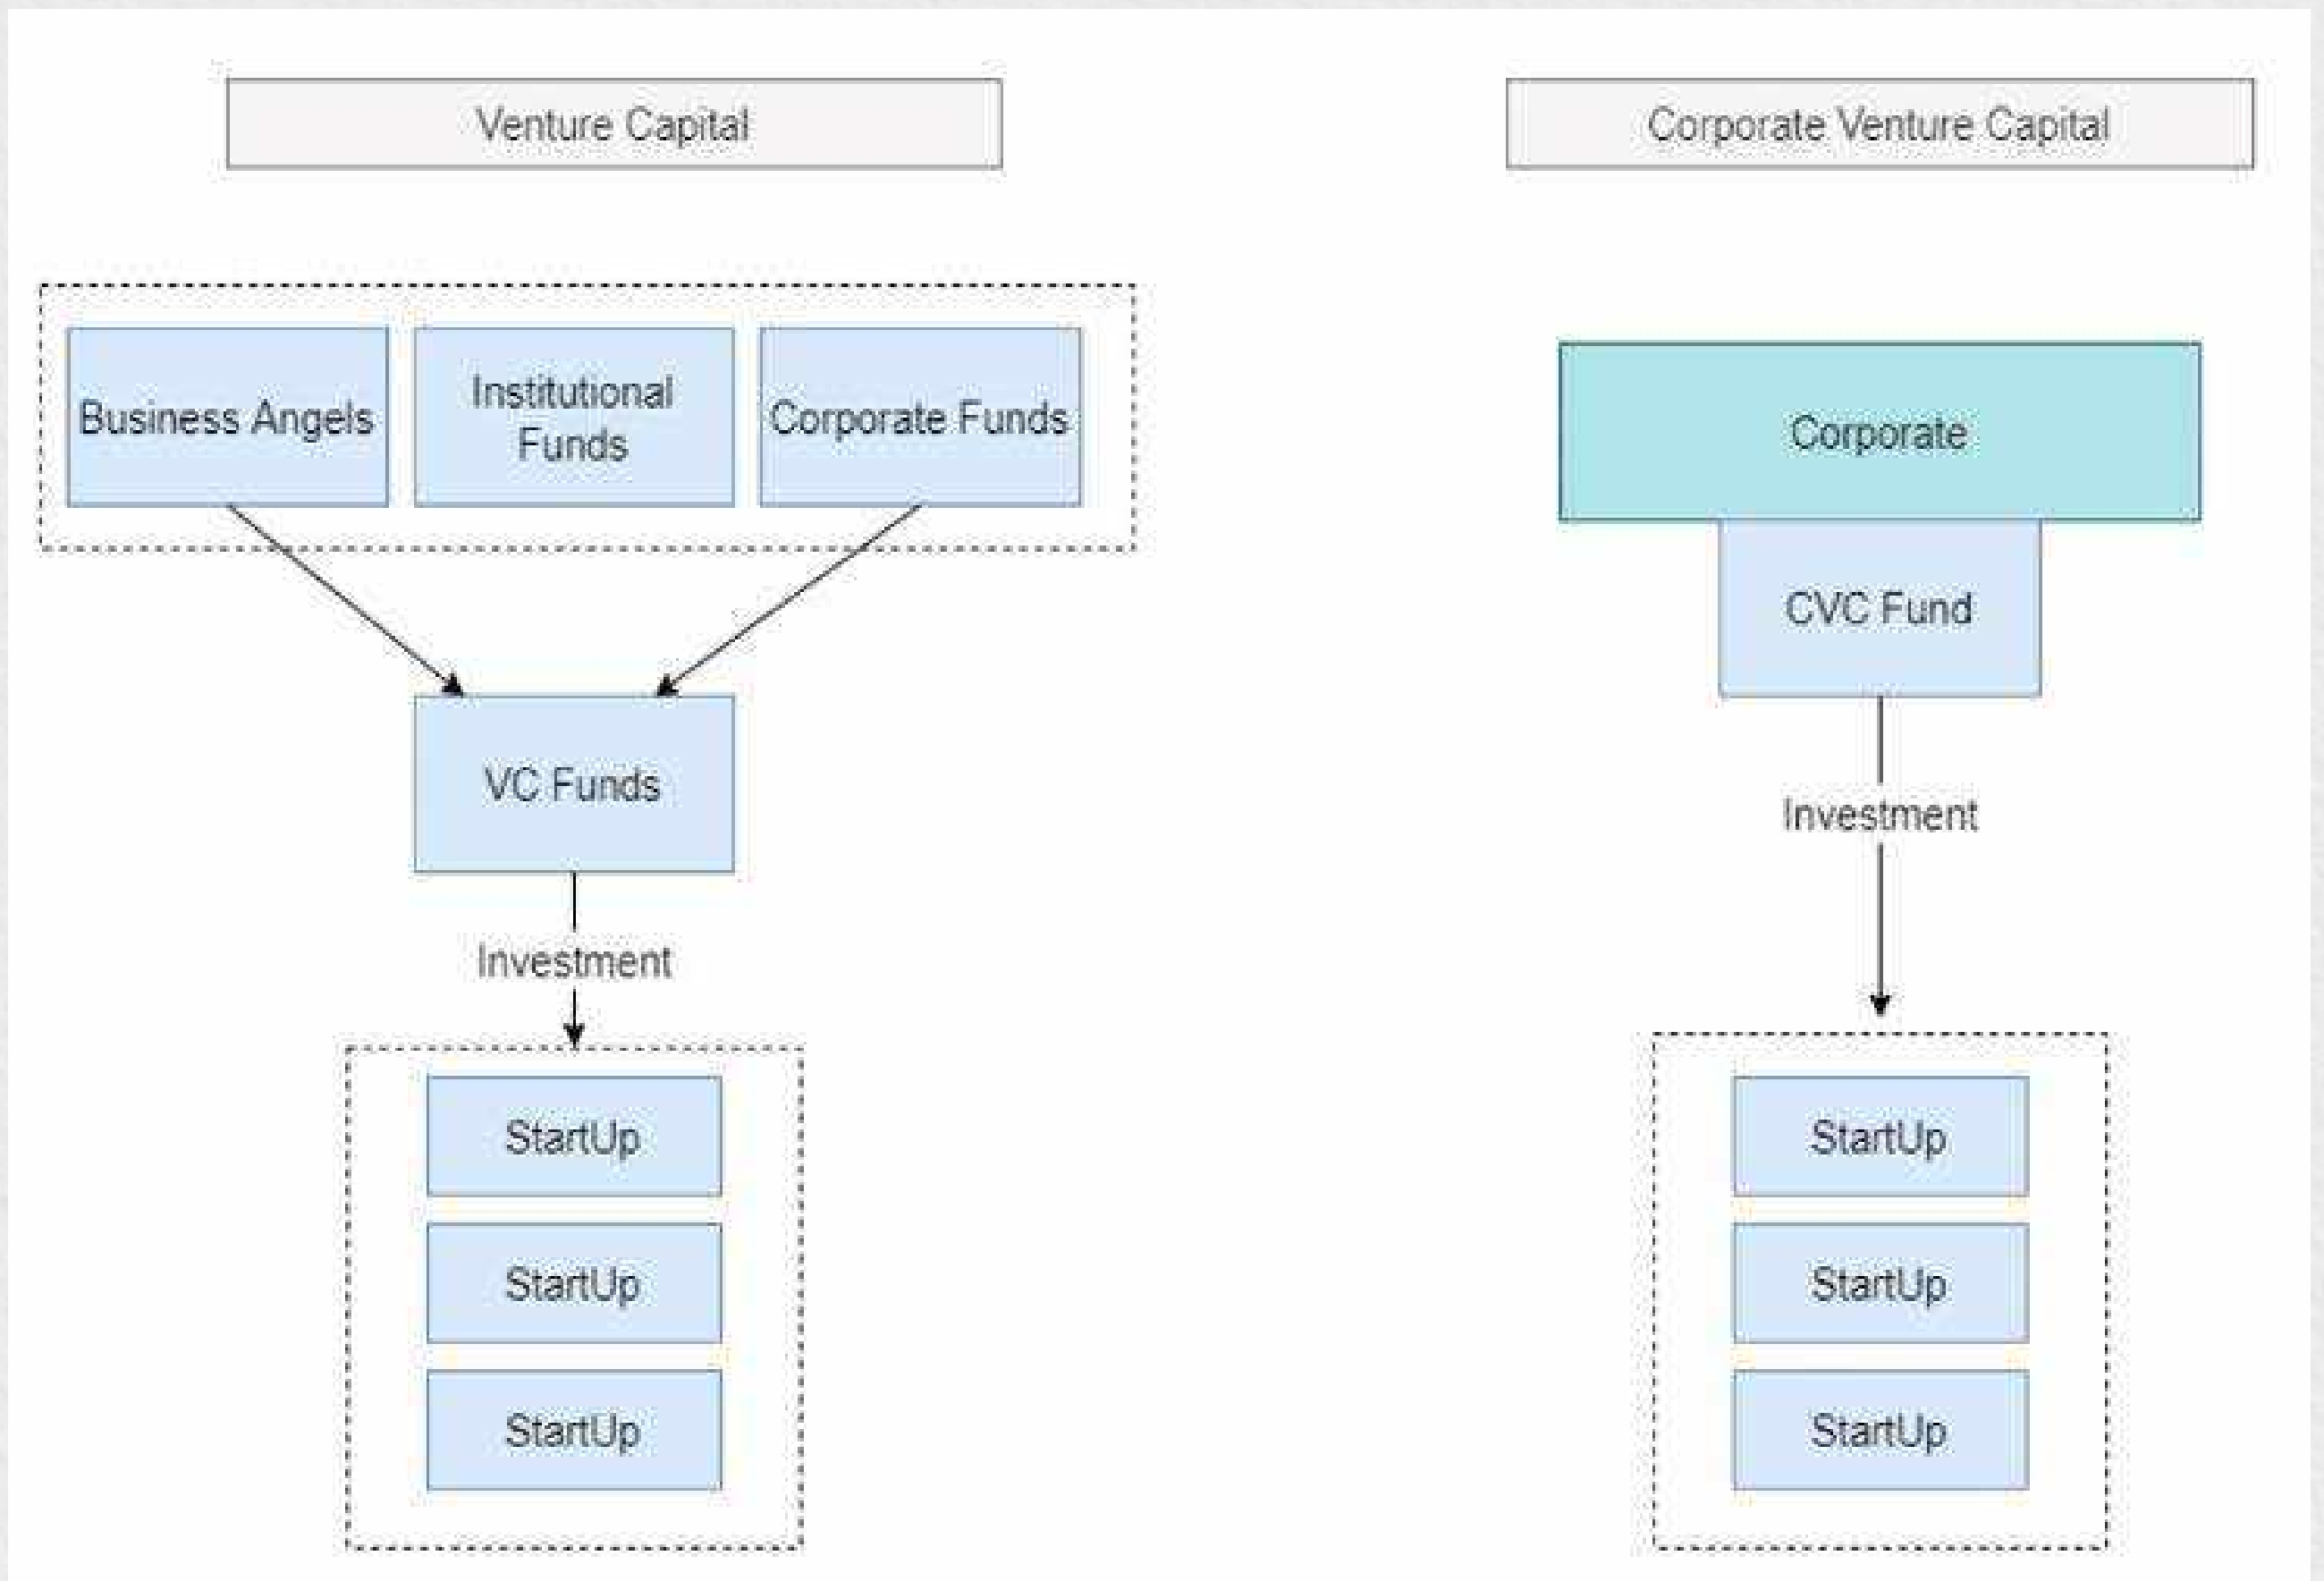 Venture Capital
Corporate Venture Capital
Business Angels
Institutional
Funds
Corporate Funds
Corporate
CVC Fund
VC Funds
Investment
Investment
StartUp
StartUp
StartUp
StartUp
StartUp
StartUp